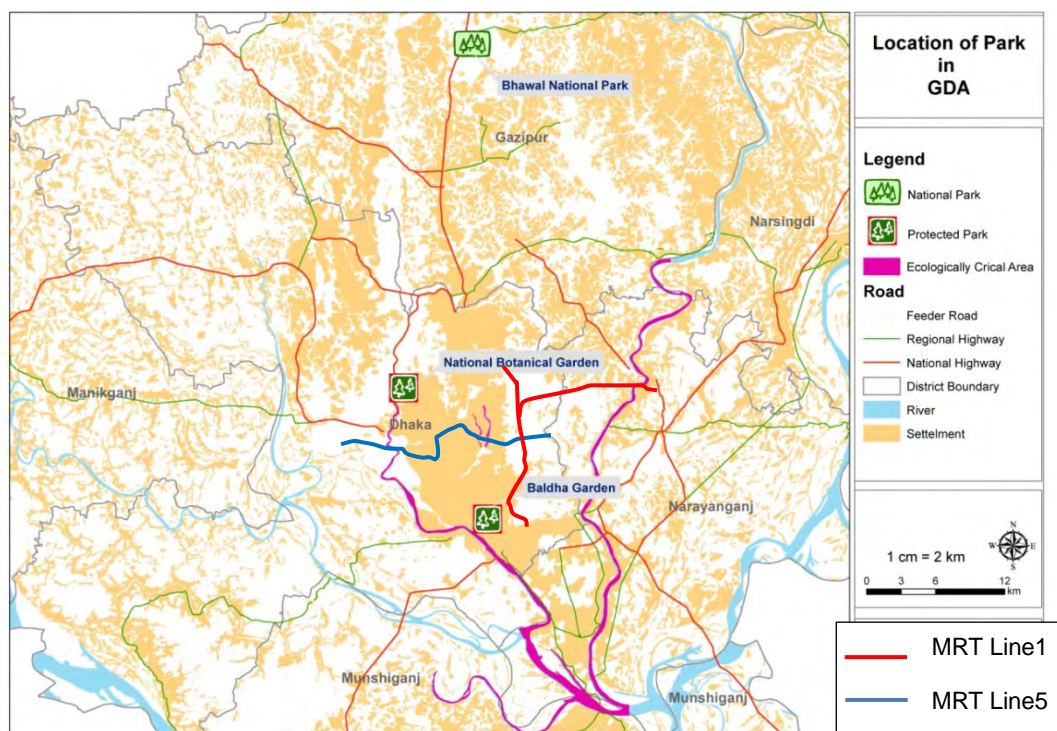 Bhawal National Park
Gazipur
Narsingdi
National Botanical Garden
Manikganj
Dhaka
Baldha Garden
Narayanganj
Munshiganj
Munshiganj
Location of Park
in
GDA
Legend
National Park
Protected Park
Ecologically Crical Area
Road
Feeder Road
Regional Highway
National Highway
District Boundary
River
Settelment
N
W E
S
1 cm = 2 km
0 3 6 12
km
MRT Line1
MRT Line5